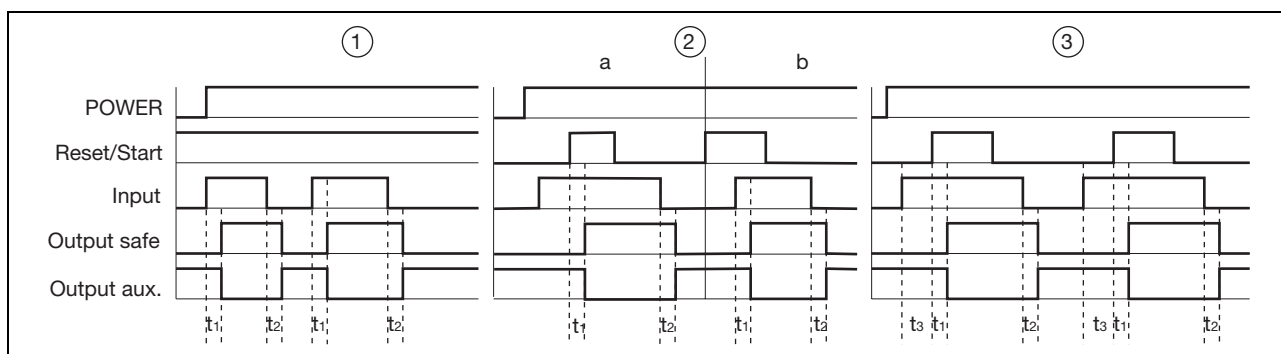 ① ② ③
a b
POWER
Reset/Start
Input
Output safe
Output aux.
t1 t2 t1 t2 t1 t2 t1 t2 t3 t1 t2 t3 t1 t2